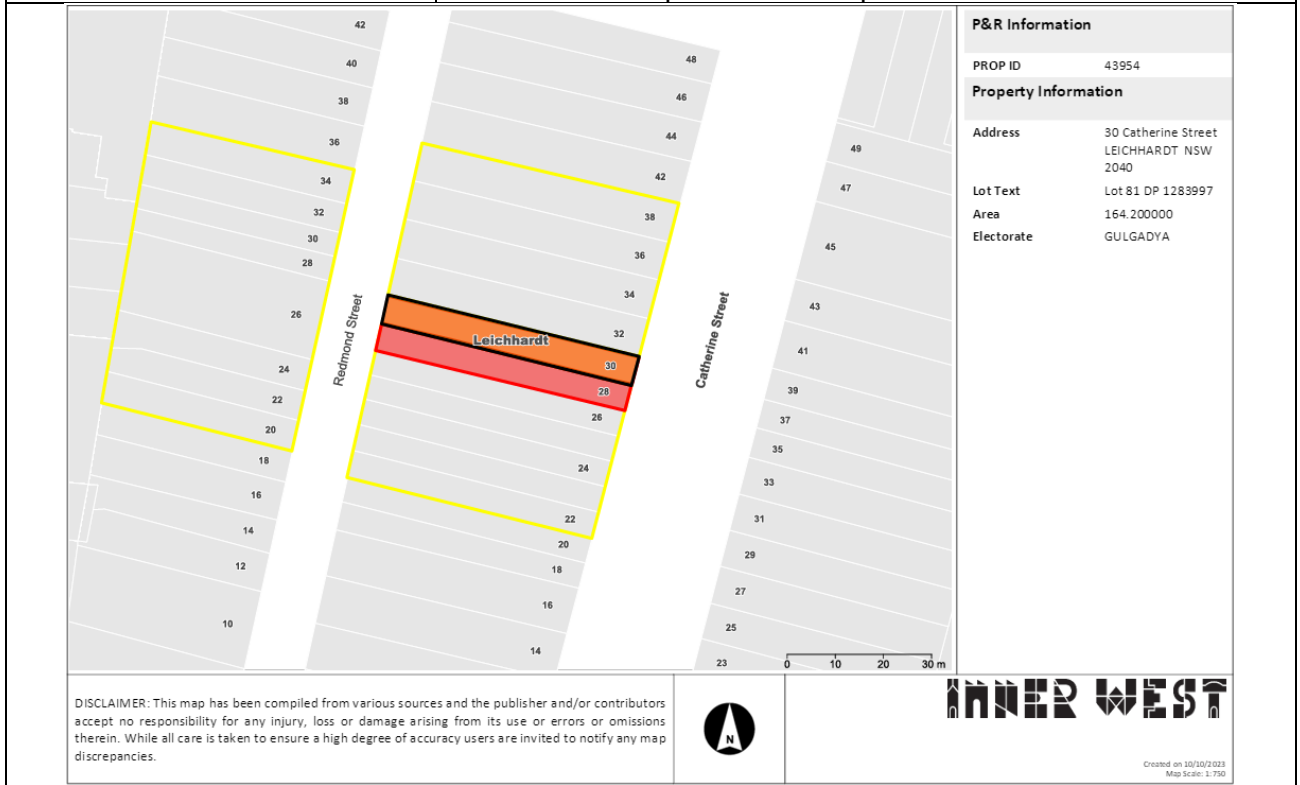 42
40
38
36
34
32
30
28
26
24
22
20
18
16
14
12
10
Redmond Street
48
46
44
42
38
36
34
32
Leichhardt
30
28
26
24
22
20
18
16
14
Catherine Street
49
47
45
43
41
39
37
35
33
31
29
27
25
23
0 10 20 30 m
P&R Information
PROP ID 43954
Property Information
Address 30 Catherine Street
LEICHHARDT NSW
2040
Lot Text Lot 81 DP 1283997
Area 164.200000
Electorate GULGADYA
DISCLAIMER: This map has been compiled from various sources and the publisher and/or contributors
accept no responsibility for any injury, loss or damage arising from its use or errors or omissions
therein. While all care is taken to ensure a high degree of accuracy users are invited to notify any map
discrepancies.
N
INNER WEST
Created on 10/10/2023
Map Scale: 1:750